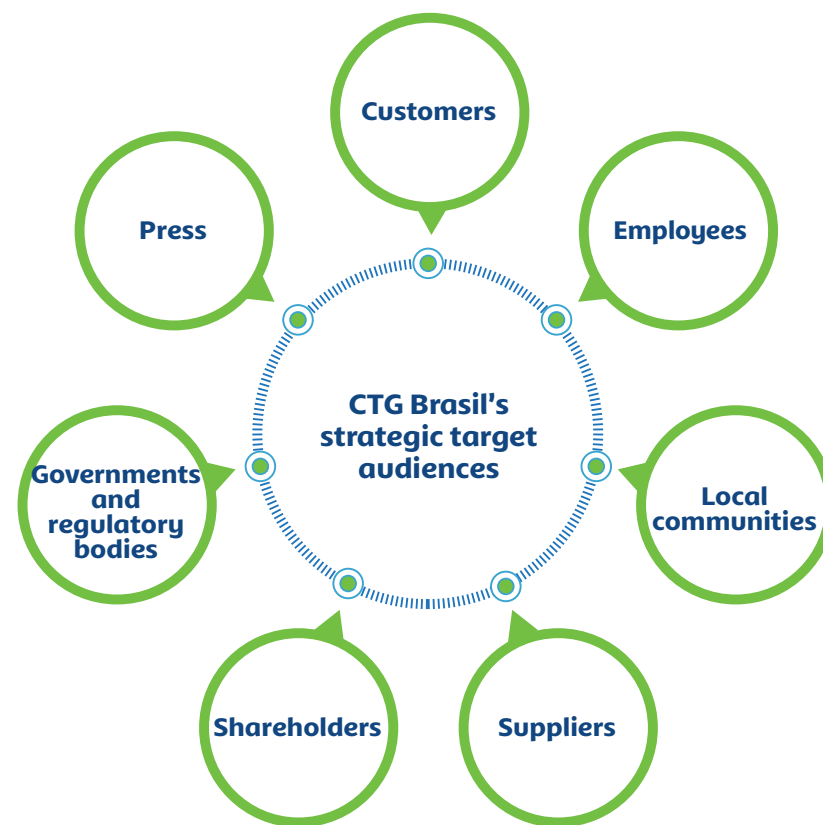 Customers
Press
Employees
CTG Brasil's
strategic target
audiences
Governments
and
regulatory
bodies
Local
communities
Shareholders
Suppliers